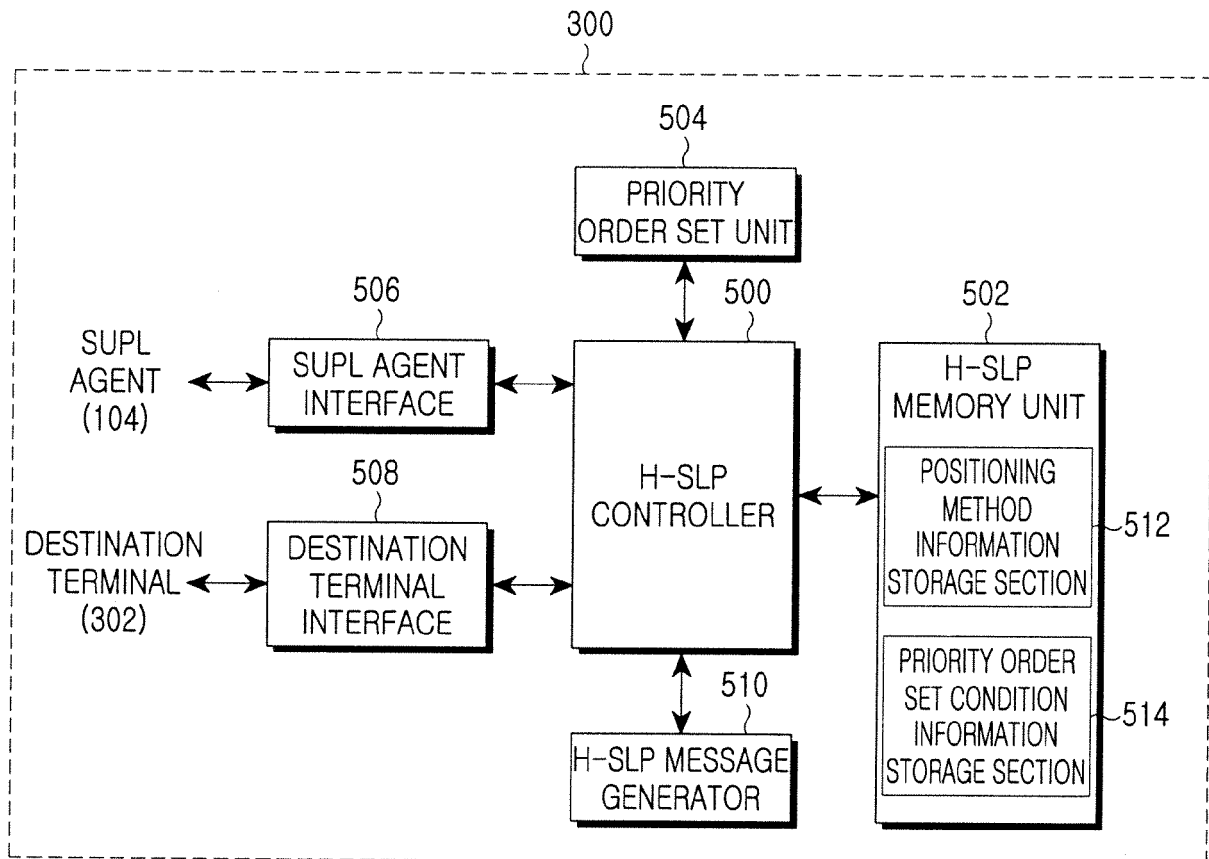 300
504
PRIORITY
ORDER SET UNIT
506
500
502
SUPL
AGENT
(104)
SUPL AGENT
INTERFACE
H-SLP
MEMORY UNIT
508
H-SLP
CONTROLLER
POSITIONING
METHOD
INFORMATION
STORAGE SECTION
512
DESTINATION
TERMINAL
(302)
DESTINATION
TERMINAL
INTERFACE
510
PRIORITY ORDER
SET CONDITION
INFORMATION
STORAGE SECTION
514
H-SLP MESSAGE
GENERATOR